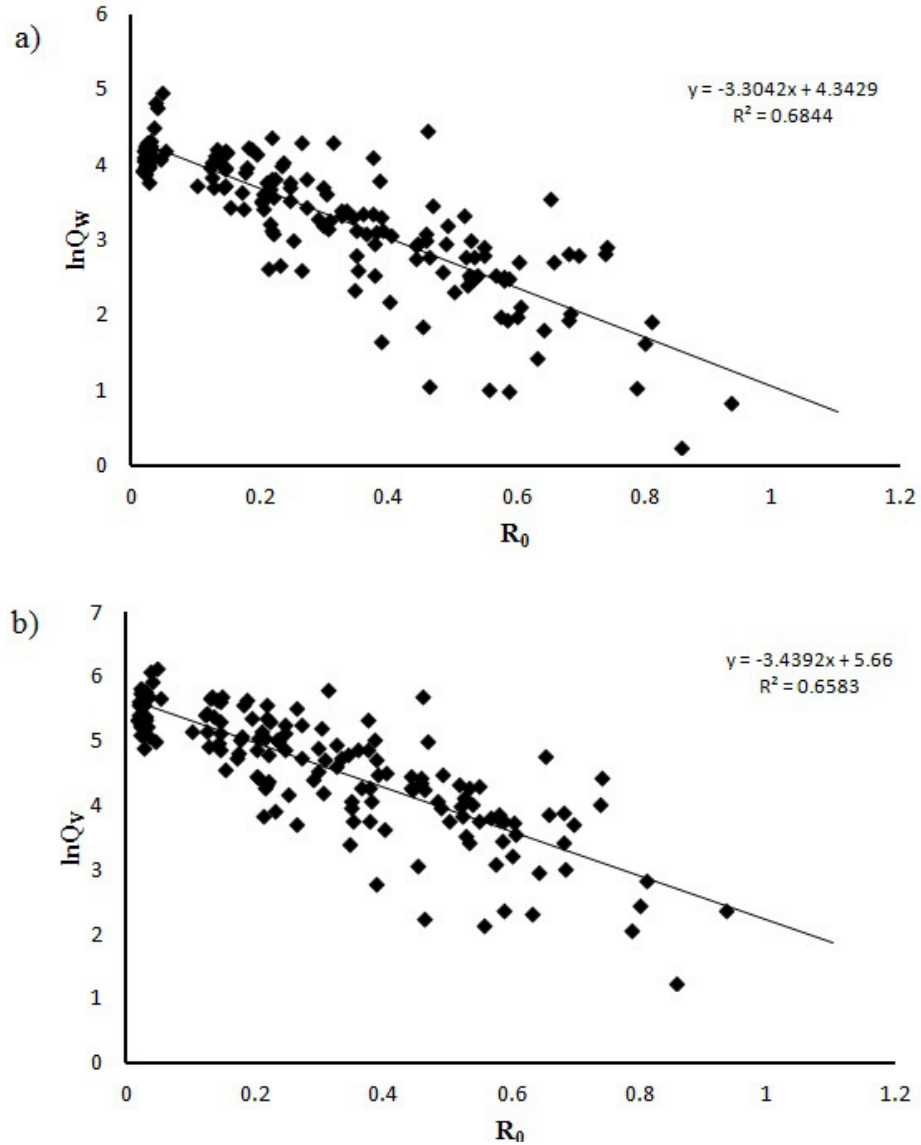 a)
6
5
4
3
2
1
0
lnQw
y = -3.3042x + 4.3429
R² = 0.6844
0 0.2 0.4 0.6 0.8 1 1.2
R₀
b)
7
6
5
4
3
2
1
0
lnQv
y = -3.4392x + 5.66
R² = 0.6583
0 0.2 0.4 0.6 0.8 1 1.2
R₀